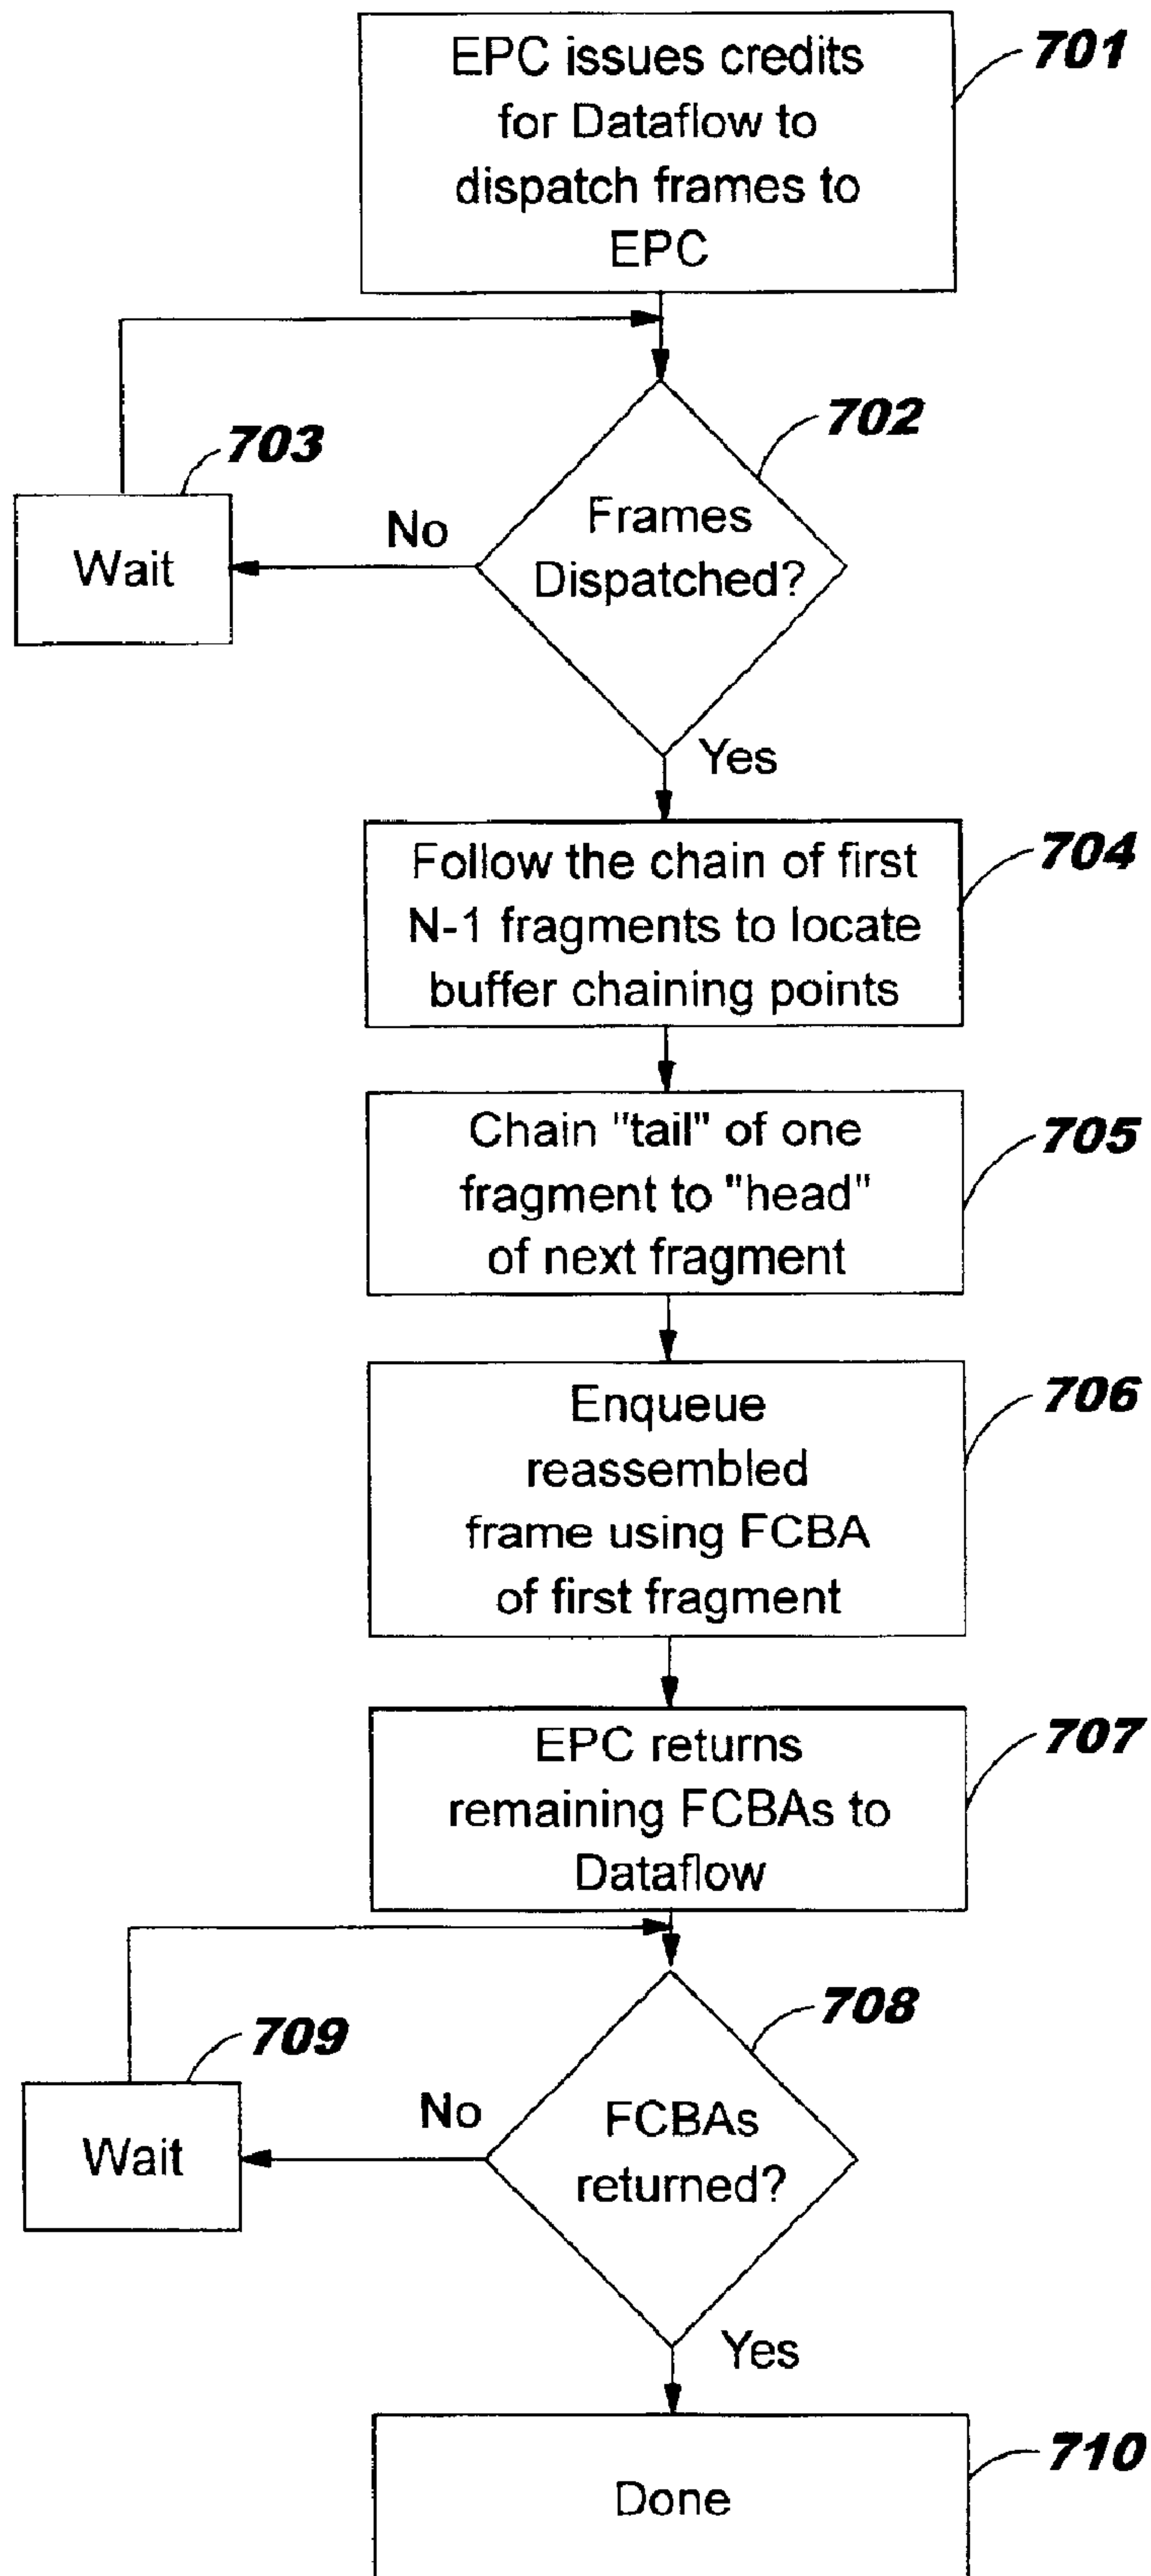 EPC issues credits
for Dataflow to
dispatch frames to
EPC
701
702
703
Frames
Dispatched?
No
Wait
Yes
Follow the chain of first
N-1 fragments to locate
buffer chaining points
704
Chain "tail" of one
fragment to "head"
of next fragment
705
Enqueue
reassembled
frame using FCBA
of first fragment
706
EPC returns
remaining FCBAs to
Dataflow
707
708
709
FCBAs
returned?
No
Wait
Yes
Done
710